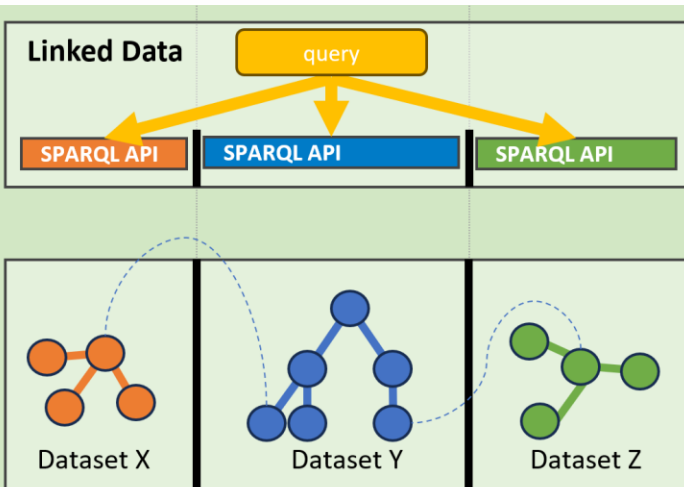 Linked Data
query
SPARQL API
SPARQL API
SPARQL API
Dataset X
Dataset Y
Dataset Z